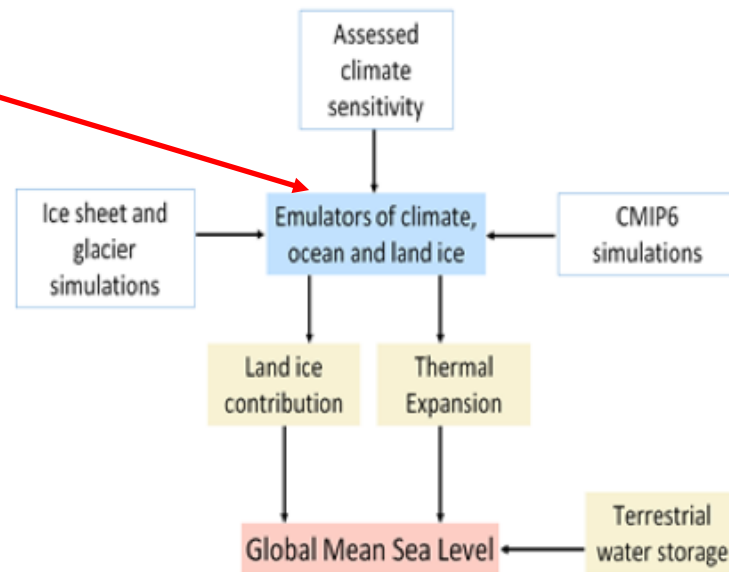 Assessed
climate
sensitivity
Ice sheet and
glacier
simulations
Emulators of climate,
ocean and land ice
CMIP6
simulations
Land ice
contribution
Thermal
Expansion
Global Mean Sea Level
Terrestrial
water storage